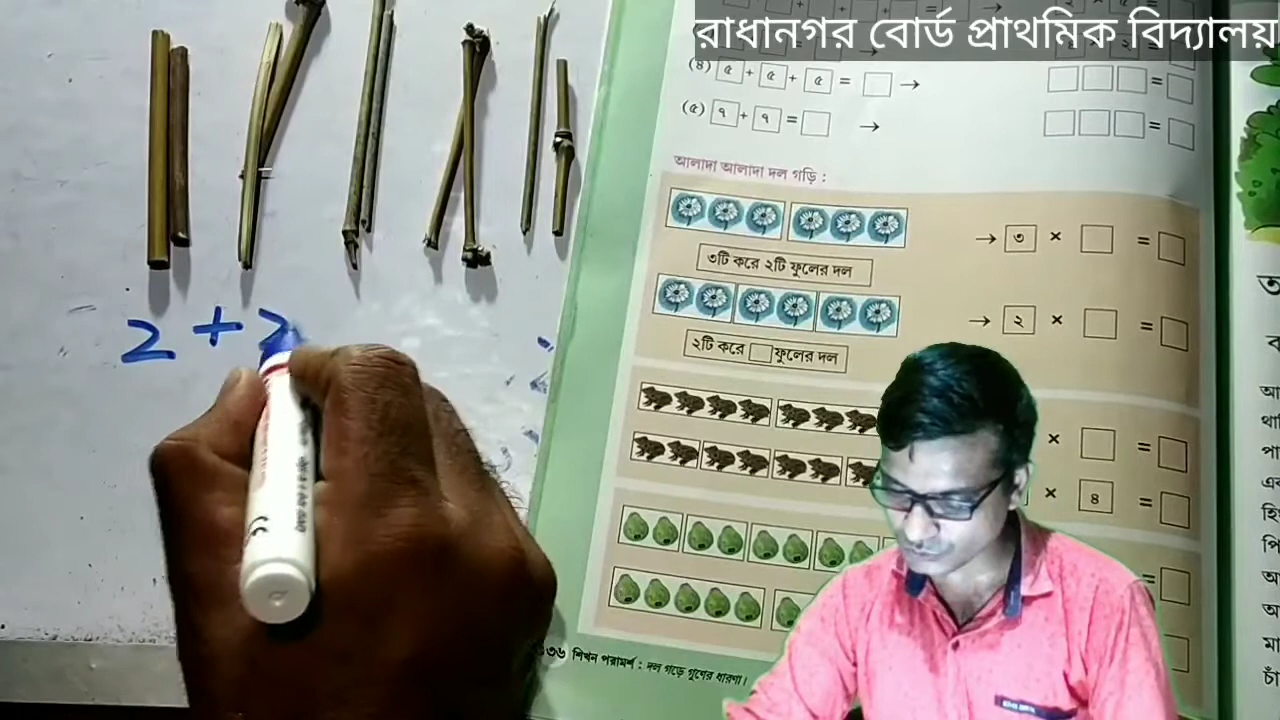 রাধানগর বোর্ড প্রাথমিক বিদ্যালয়
(৪) ৫ + ৫ + ৫ = →
=
(৫) ৭ + ৭ = →
=
আলাদা আলাদা দল গড়ি :
→ ৩ × =
৩টি করে ২টি ফুলের দল
→ ২ × =
২টি করে ফুলের দল
× =
× ৪ =
=
১৩৬ শিখন পরামর্শ : দল গড়ে গুণের ধারণা।
2 + 2